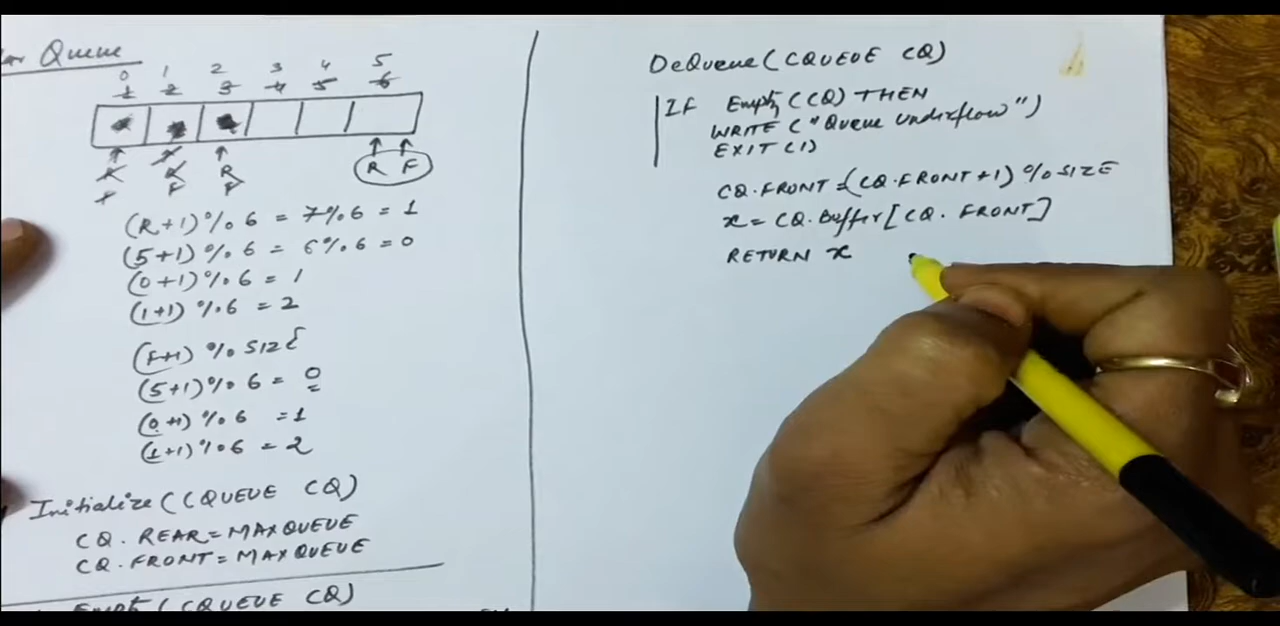 Queue
0 1 2 3 4 5
1 2 3 4 5 6
R F
R R R
F F F
(R+1)%6 = 7%6 = 1
(5+1)%6 = 6%6 = 0
(0+1)%6 = 1
(1+1)%6 = 2
(F+1) % SIZE
(5+1)%6 = 0
(0+1)%6 = 1
(1+1)%6 = 2
Initialize(CQUEUE CQ)
CQ. REAR = MAXQUEUE
CQ. FRONT = MAXQUEUE
Empty (CQUEUE CQ)
DeQueue(CQUEUE CQ)
IF Empty(CQ) THEN
WRITE ("Queue Underflow")
EXIT(1)
CQ.FRONT=(CQ.FRONT+1)%SIZE
x = CQ.Buffer[CQ. FRONT]
RETURN x